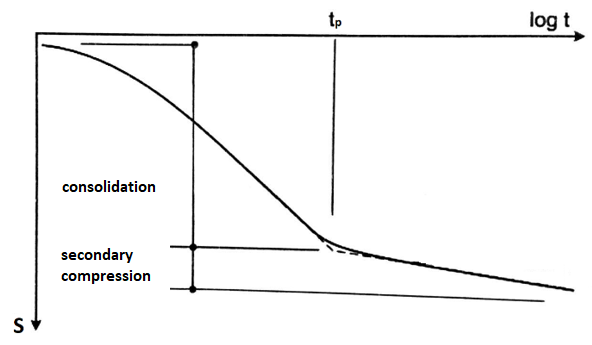 tp
log t
consolidation
secondary
compression
S